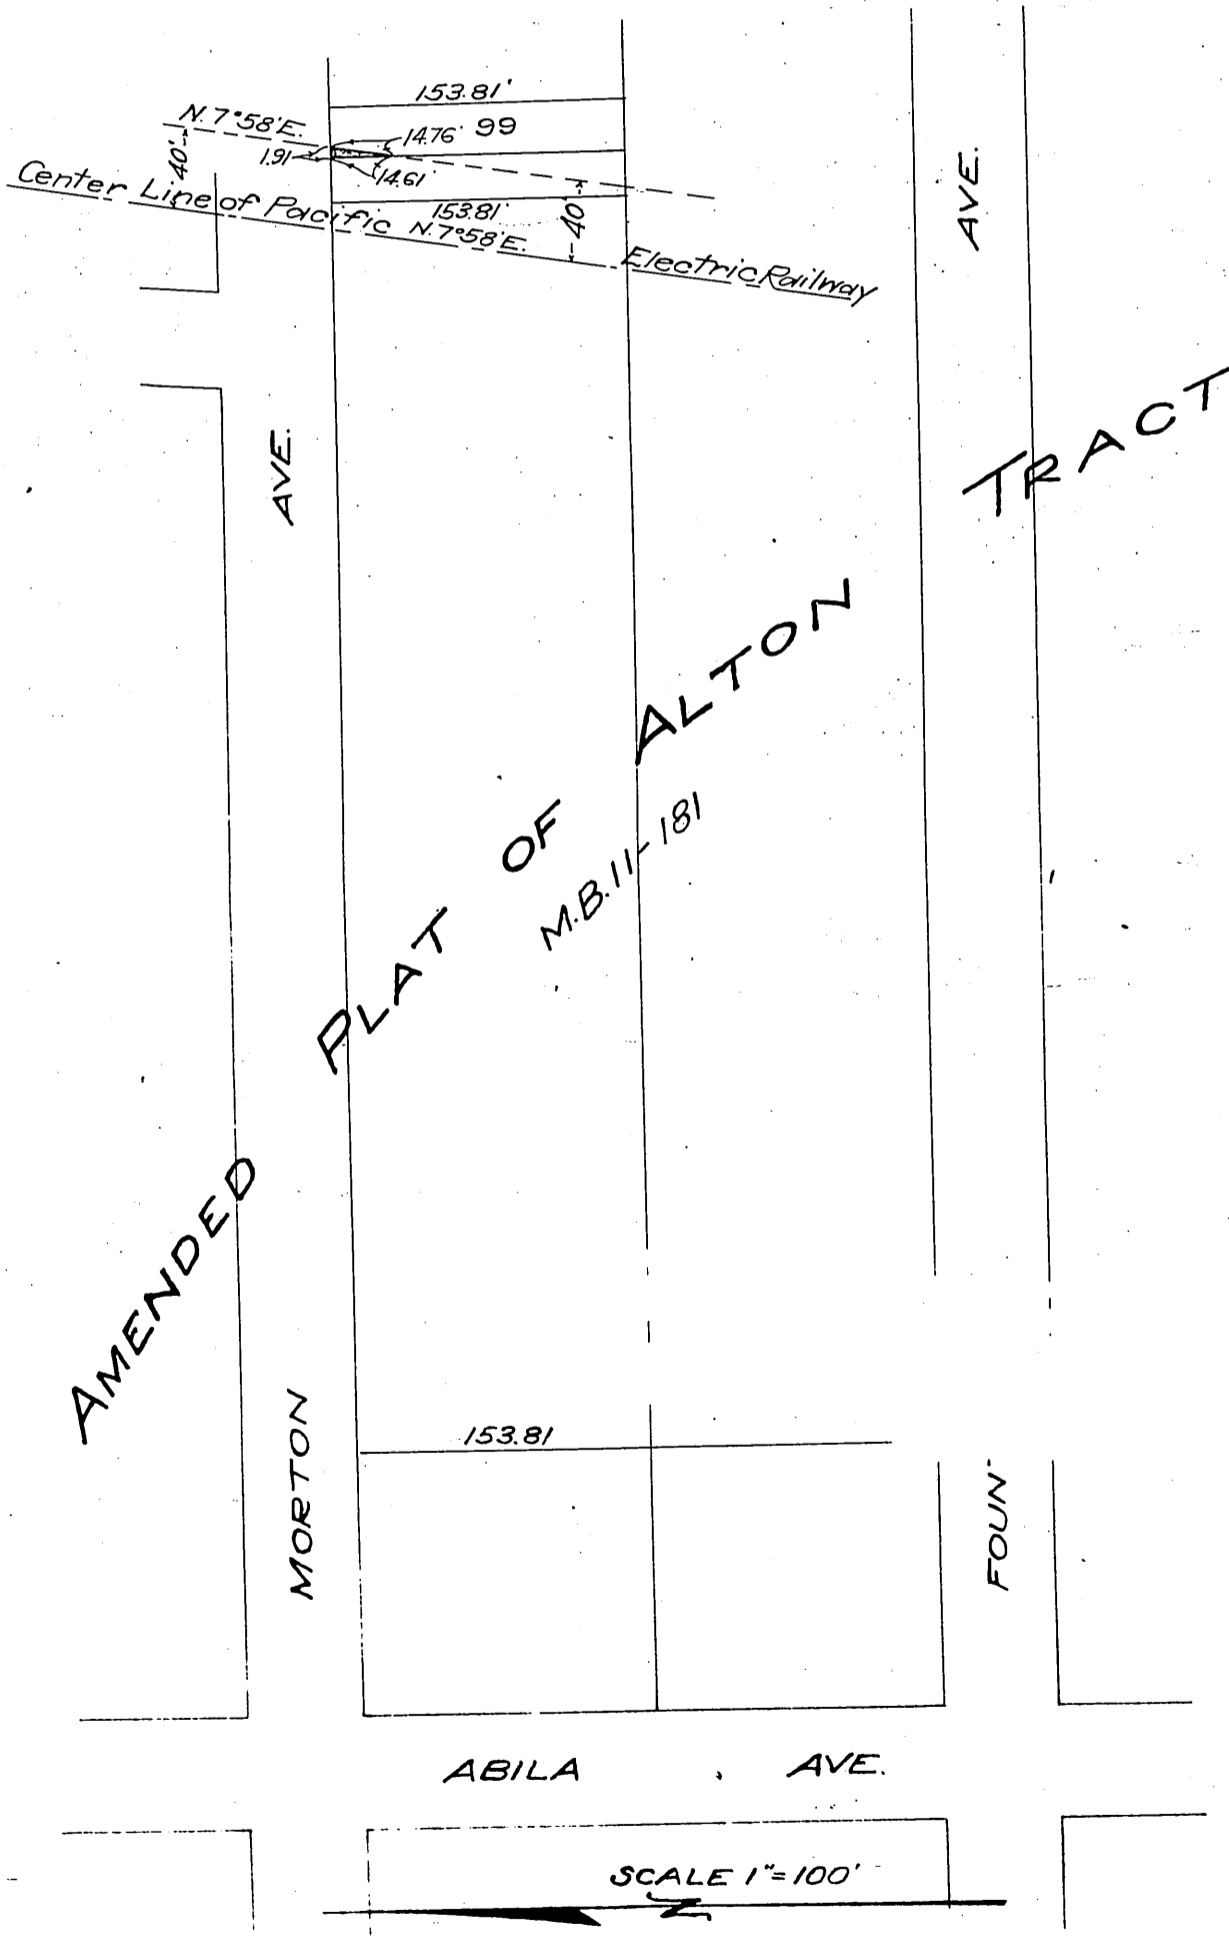 153.81'
N. 7°58'E.
14.76' 99
1.91
40'
14.61'
Center Line of Pacific Electric Railway
153.81'
N. 7°58'E.
40'
AVE.
AVE.
AMENDED PLAT OF ALTON TRACT
M.B. 11-181
153.81
MORTON
FOUN
ABILA AVE.
SCALE 1"=100'